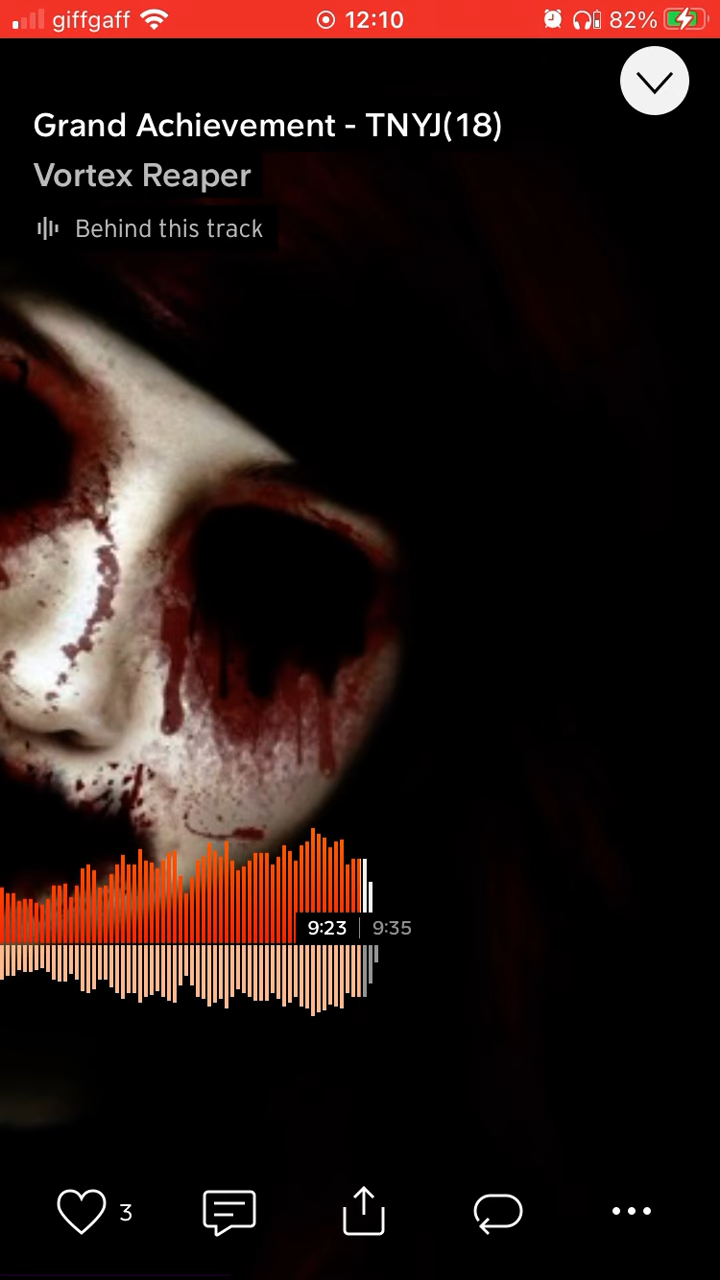 giffgaff 12:10 82%
Grand Achievement - TNYJ(18)
Vortex Reaper
Behind this track
9:23 9:35
3